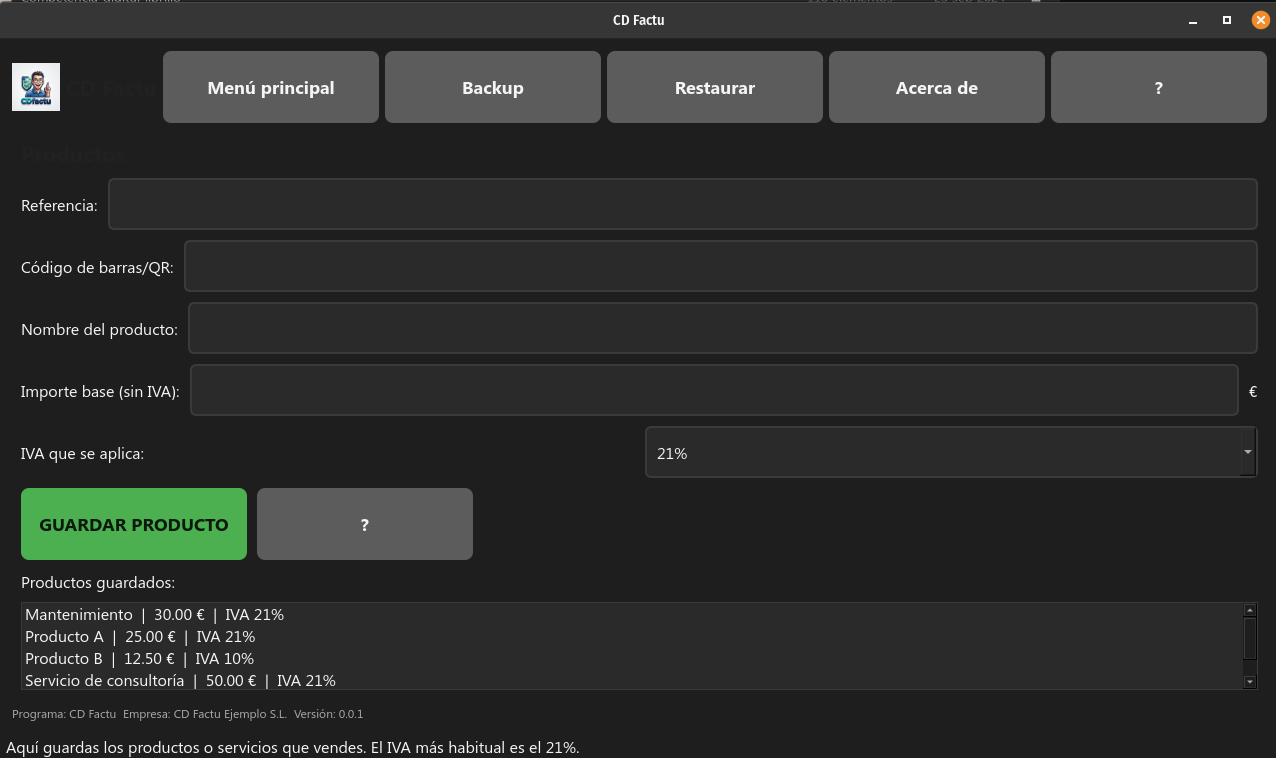 CD Factu
CDfactu
CD Factu
Menú principal
Backup
Restaurar
Acerca de
?
Productos
Referencia:
Código de barras/QR:
Nombre del producto:
Importe base (sin IVA):
€
IVA que se aplica:
21%
GUARDAR PRODUCTO
?
Productos guardados:
Mantenimiento | 30.00 € | IVA 21%
Producto A | 25.00 € | IVA 21%
Producto B | 12.50 € | IVA 10%
Servicio de consultoría | 50.00 € | IVA 21%
Programa: CD Factu Empresa: CD Factu Ejemplo S.L. Versión: 0.0.1
Aquí guardas los productos o servicios que vendes. El IVA más habitual es el 21%.